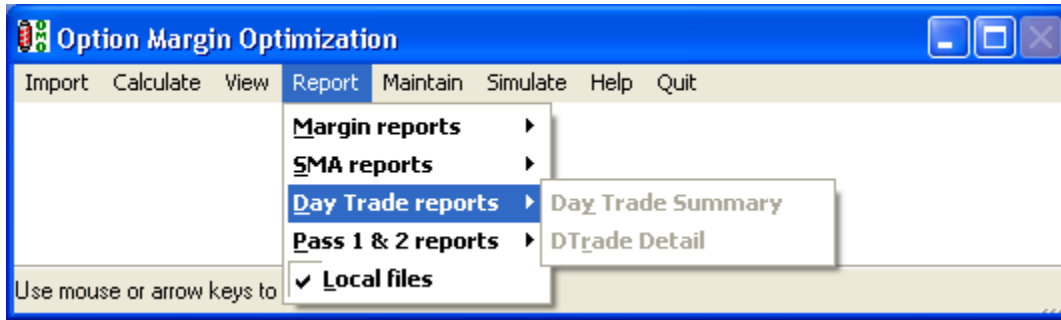 OMO Option Margin Optimization
Import Calculate View Report Maintain Simulate Help Quit
Margin reports
SMA reports
Day Trade reports Day Trade Summary
DTrade Detail
Pass 1 & 2 reports
Local files
Use mouse or arrow keys to